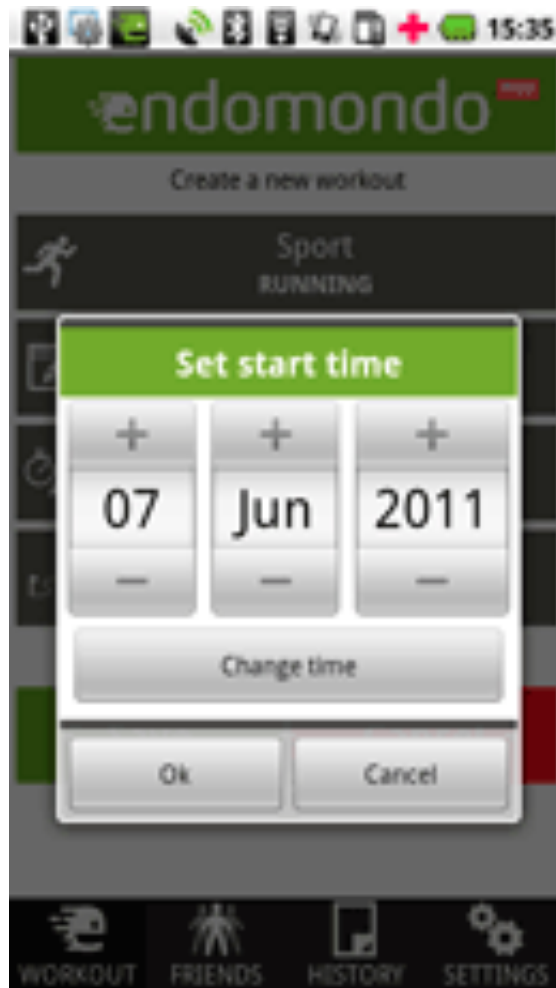 15:35
endomondo
Create a new workout
Sport
RUNNING
Set start time
+ + +
07 Jun 2011
− − −
Change time
Ok Cancel
WORKOUT FRIENDS HISTORY SETTINGS